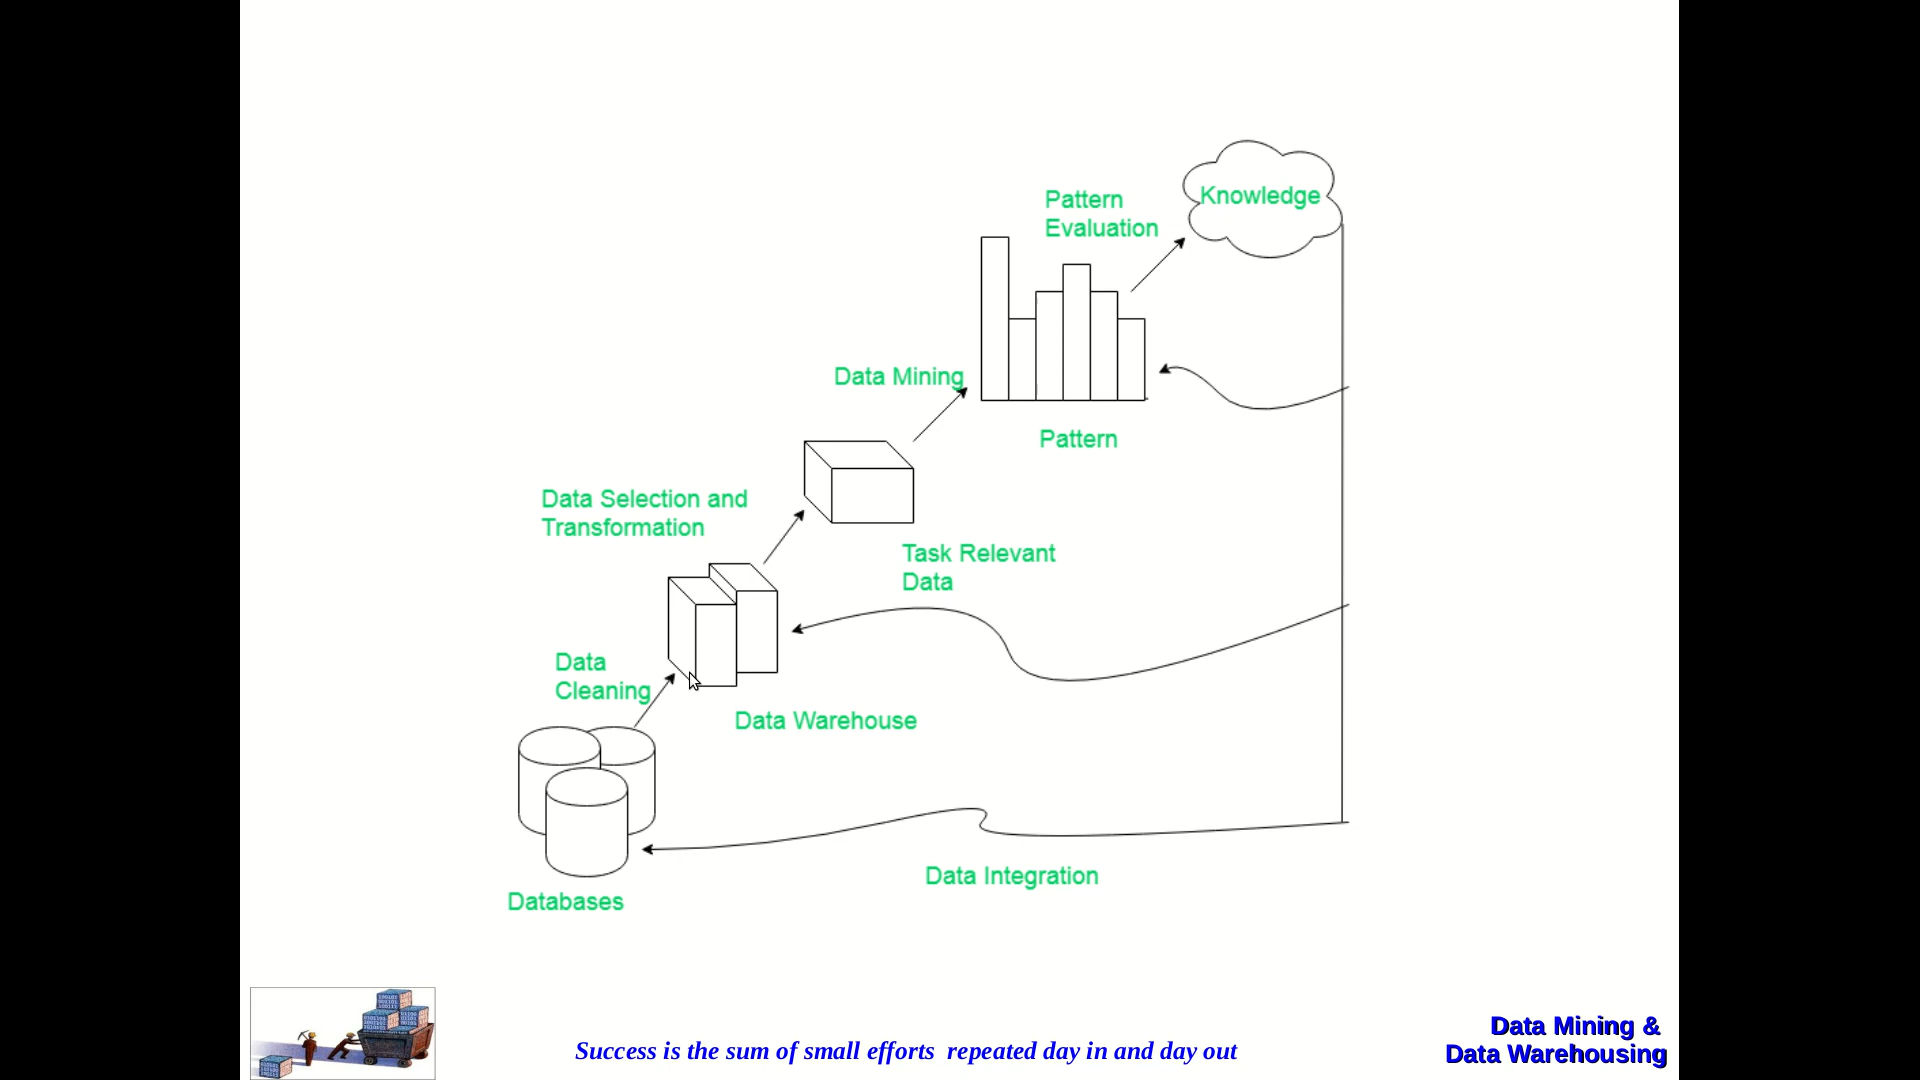 Knowledge
Pattern
Evaluation
Data Mining
Pattern
Data Selection and
Transformation
Task Relevant
Data
Data
Cleaning
Data Warehouse
Data Integration
Databases
Success is the sum of small efforts  repeated day in and day out
Data Mining &
Data Warehousing